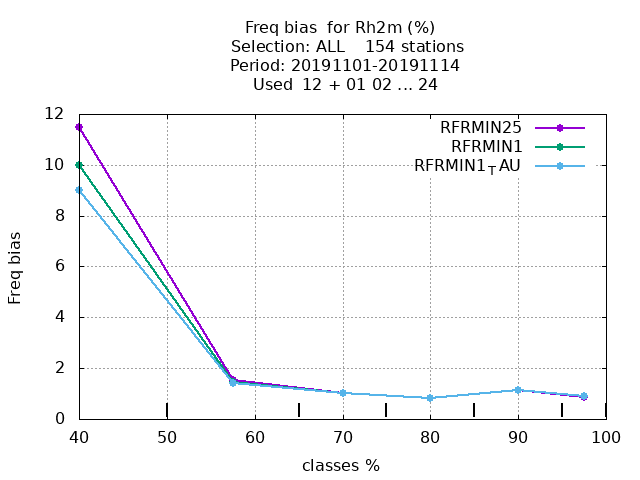 Freq bias  for Rh2m (%)
Selection: ALL    154 stations
Period: 20191101-20191114
Used  12 + 01 02 ... 24
12
10
8
6
4
2
0
Freq bias
RFRMIN25
RFRMIN1
RFRMIN1TAU
40 50 60 70 80 90 100
classes %